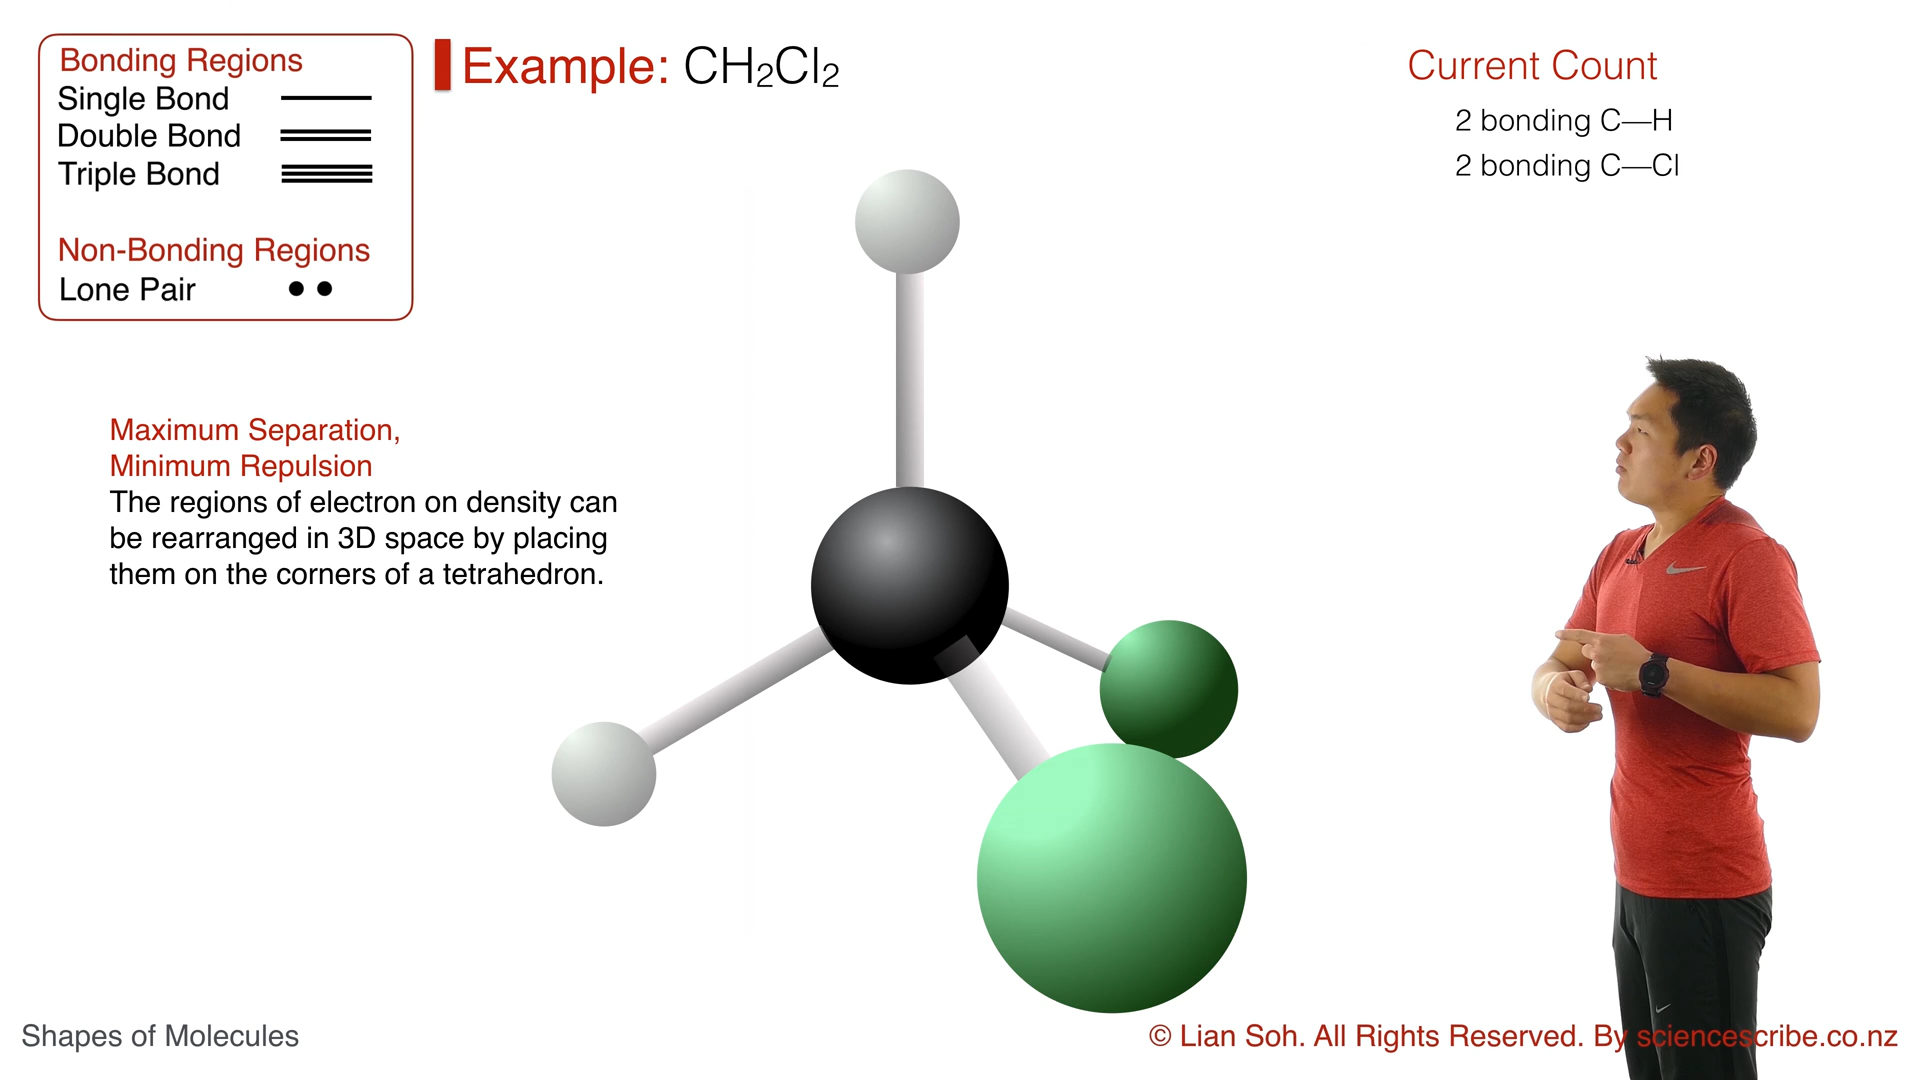 Bonding Regions
Single Bond
Double Bond
Triple Bond
Non-Bonding Regions
Lone Pair
Example: CH₂Cl₂
Current Count
2 bonding C—H
2 bonding C—Cl
Maximum Separation,
Minimum Repulsion
The regions of electron on density can
be rearranged in 3D space by placing
them on the corners of a tetrahedron.
Shapes of Molecules
© Lian Soh. All Rights Reserved. By sciencescribe.co.nz